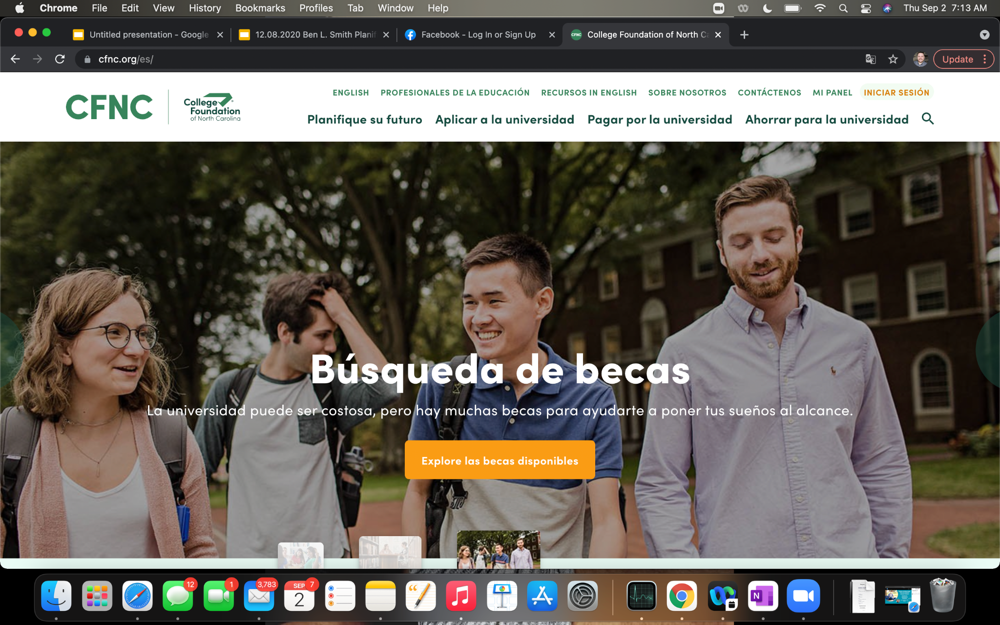 Chrome File Edit View History Bookmarks Profiles Tab Window Help Thu Sep 2 7:13 AM
Untitled presentation - Google 12.08.2020 Ben L. Smith Planif Facebook - Log In or Sign Up College Foundation of North Ca
cfnc.org/es/ Update
ENGLISH PROFESIONALES DE LA EDUCACIÓN RECURSOS IN ENGLISH SOBRE NOSOTROS CONTÁCTENOS MI PANEL INICIAR SESIÓN
CFNC
College
Foundation
of North Carolina
Planifique su futuro Aplicar a la universidad Pagar por la universidad Ahorrar para la universidad
Búsqueda de becas
La universidad puede ser costosa, pero hay muchas becas para ayudarte a poner tus sueños al alcance.
Explore las becas disponibles
12 1 3,783 SEP 7
2
N